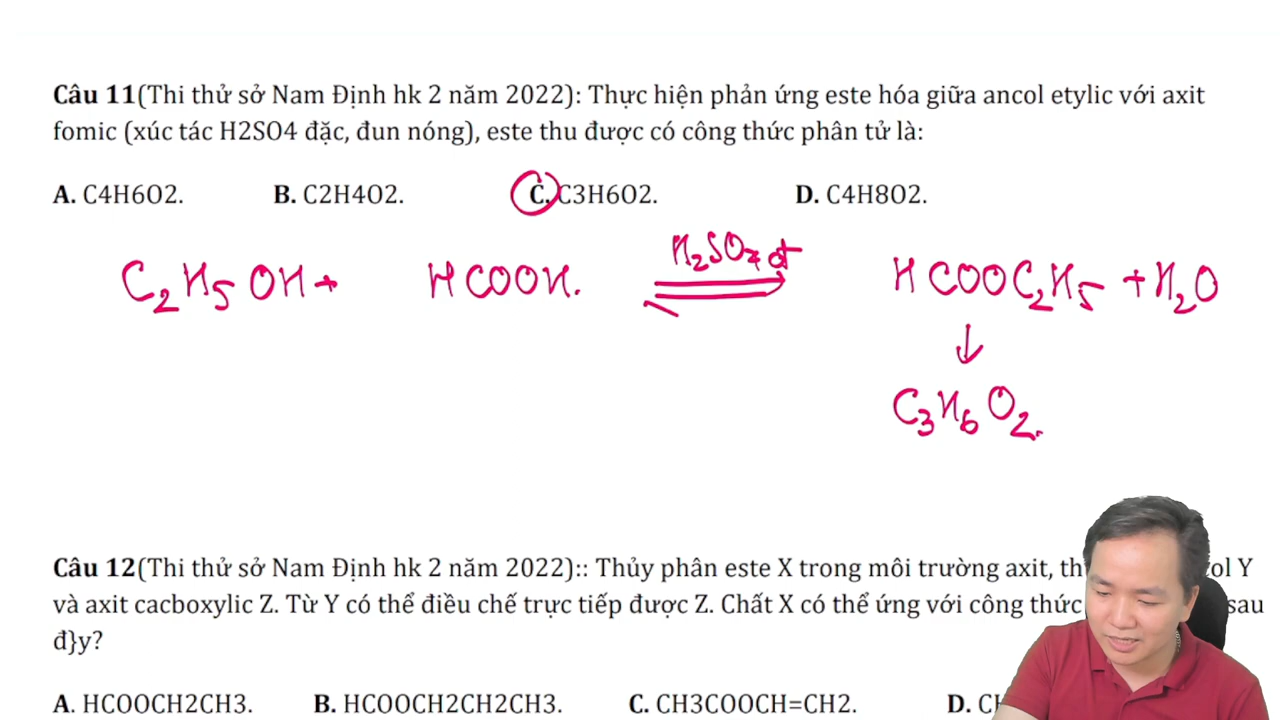 Câu 11(Thi thử sở Nam Định hk 2 năm 2022): Thực hiện phản ứng este hóa giữa ancol etylic với axit
fomic (xúc tác H2SO4 đặc, đun nóng), este thu được có công thức phân tử là:
A. C4H6O2. B. C2H4O2. C. C3H6O2. D. C4H8O2.
H₂SO₄ đ
C₂H₅OH + HCOOH. ⇌ HCOOC₂H₅ + H₂O
↓
C₃H₆O₂.
Câu 12(Thi thử sở Nam Định hk 2 năm 2022):: Thủy phân este X trong môi trường axit, Y
và axit cacboxylic Z. Từ Y có thể điều chế trực tiếp được Z. Chất X có thể ứng với công thức sau
đ}y?
A. HCOOCH2CH3. B. HCOOCH2CH2CH3. C. CH3COOCH=CH2. D.